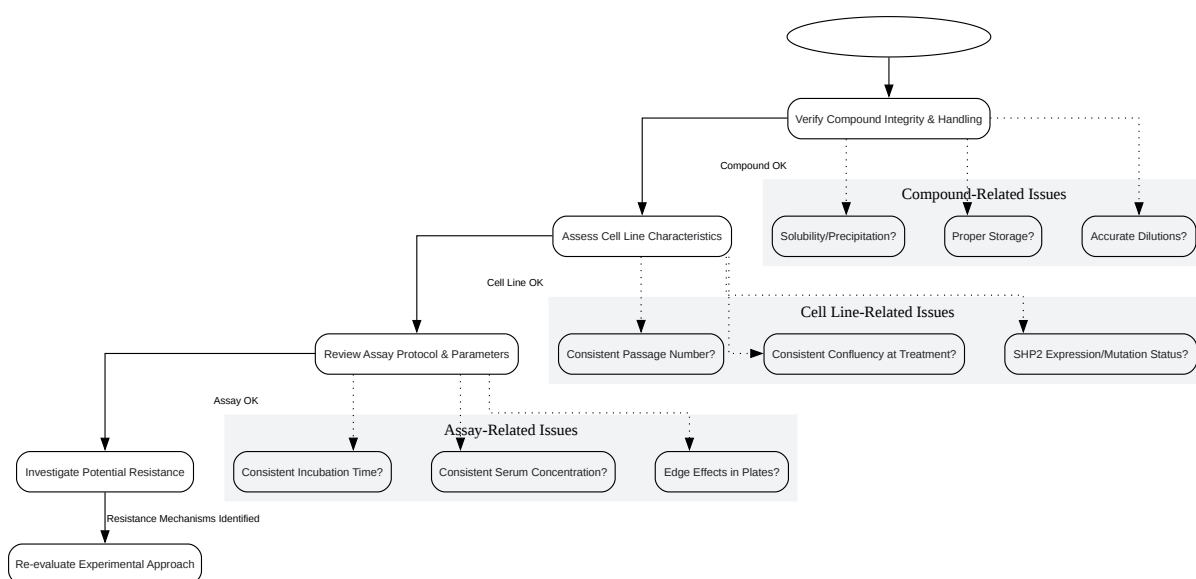 Verify Compound Integrity & Handling
Compound OK
Compound-Related Issues
Solubility/Precipitation?
Proper Storage?
Accurate Dilutions?
Assess Cell Line Characteristics
Cell Line OK
Cell Line-Related Issues
Consistent Passage Number?
Consistent Confluency at Treatment?
SHP2 Expression/Mutation Status?
Review Assay Protocol & Parameters
Assay OK
Assay-Related Issues
Consistent Incubation Time?
Consistent Serum Concentration?
Edge Effects in Plates?
Investigate Potential Resistance
Resistance Mechanisms Identified
Re-evaluate Experimental Approach